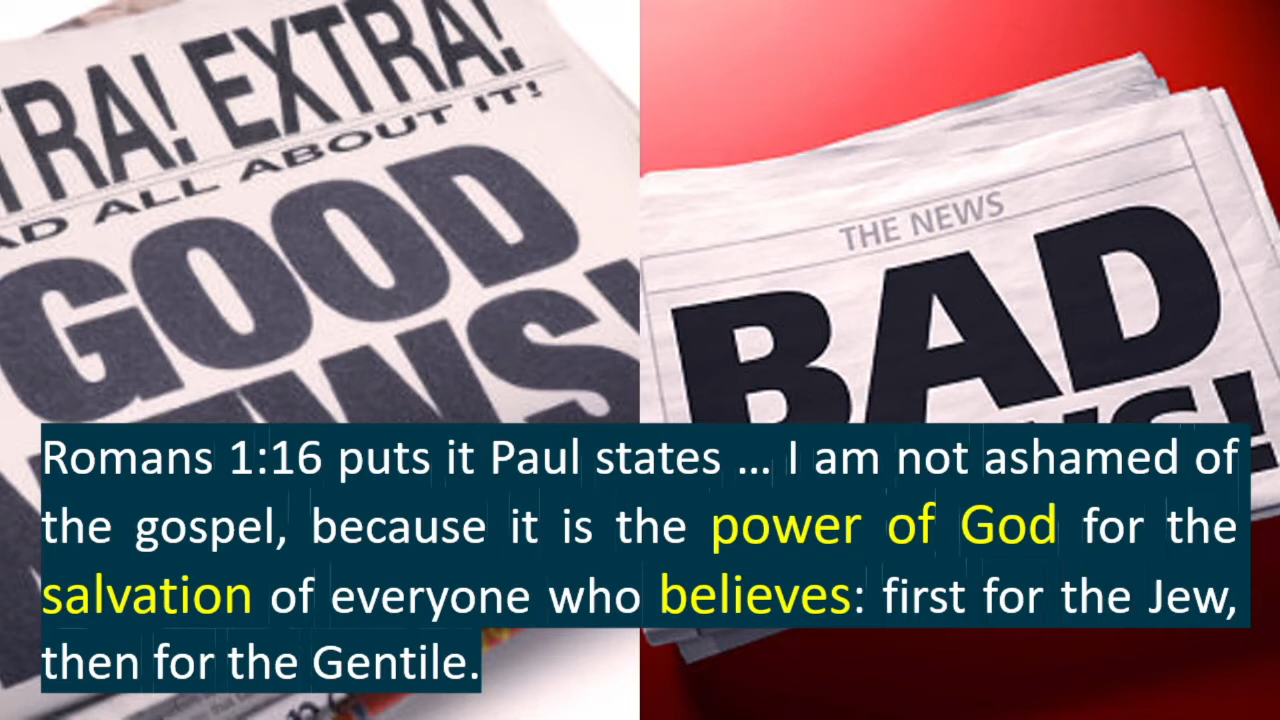 TRA! EXTRA!
AD ALL ABOUT IT!
GOOD
THE NEWS
BAD
Romans 1:16 puts it Paul states … I am not ashamed of
the gospel, because it is the power of God for the
salvation of everyone who believes: first for the Jew,
then for the Gentile.